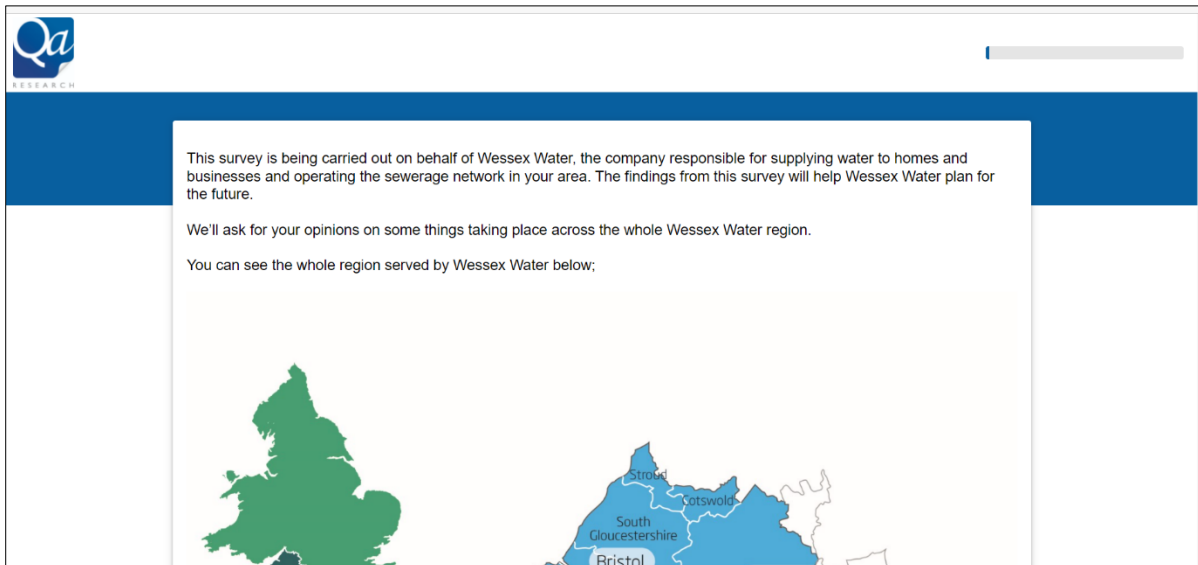 Qa
RESEARCH
This survey is being carried out on behalf of Wessex Water, the company responsible for supplying water to homes and
businesses and operating the sewerage network in your area. The findings from this survey will help Wessex Water plan for
the future.
We'll ask for your opinions on some things taking place across the whole Wessex Water region.
You can see the whole region served by Wessex Water below;
Stroud
Cotswold
South
Gloucestershire
Bristol